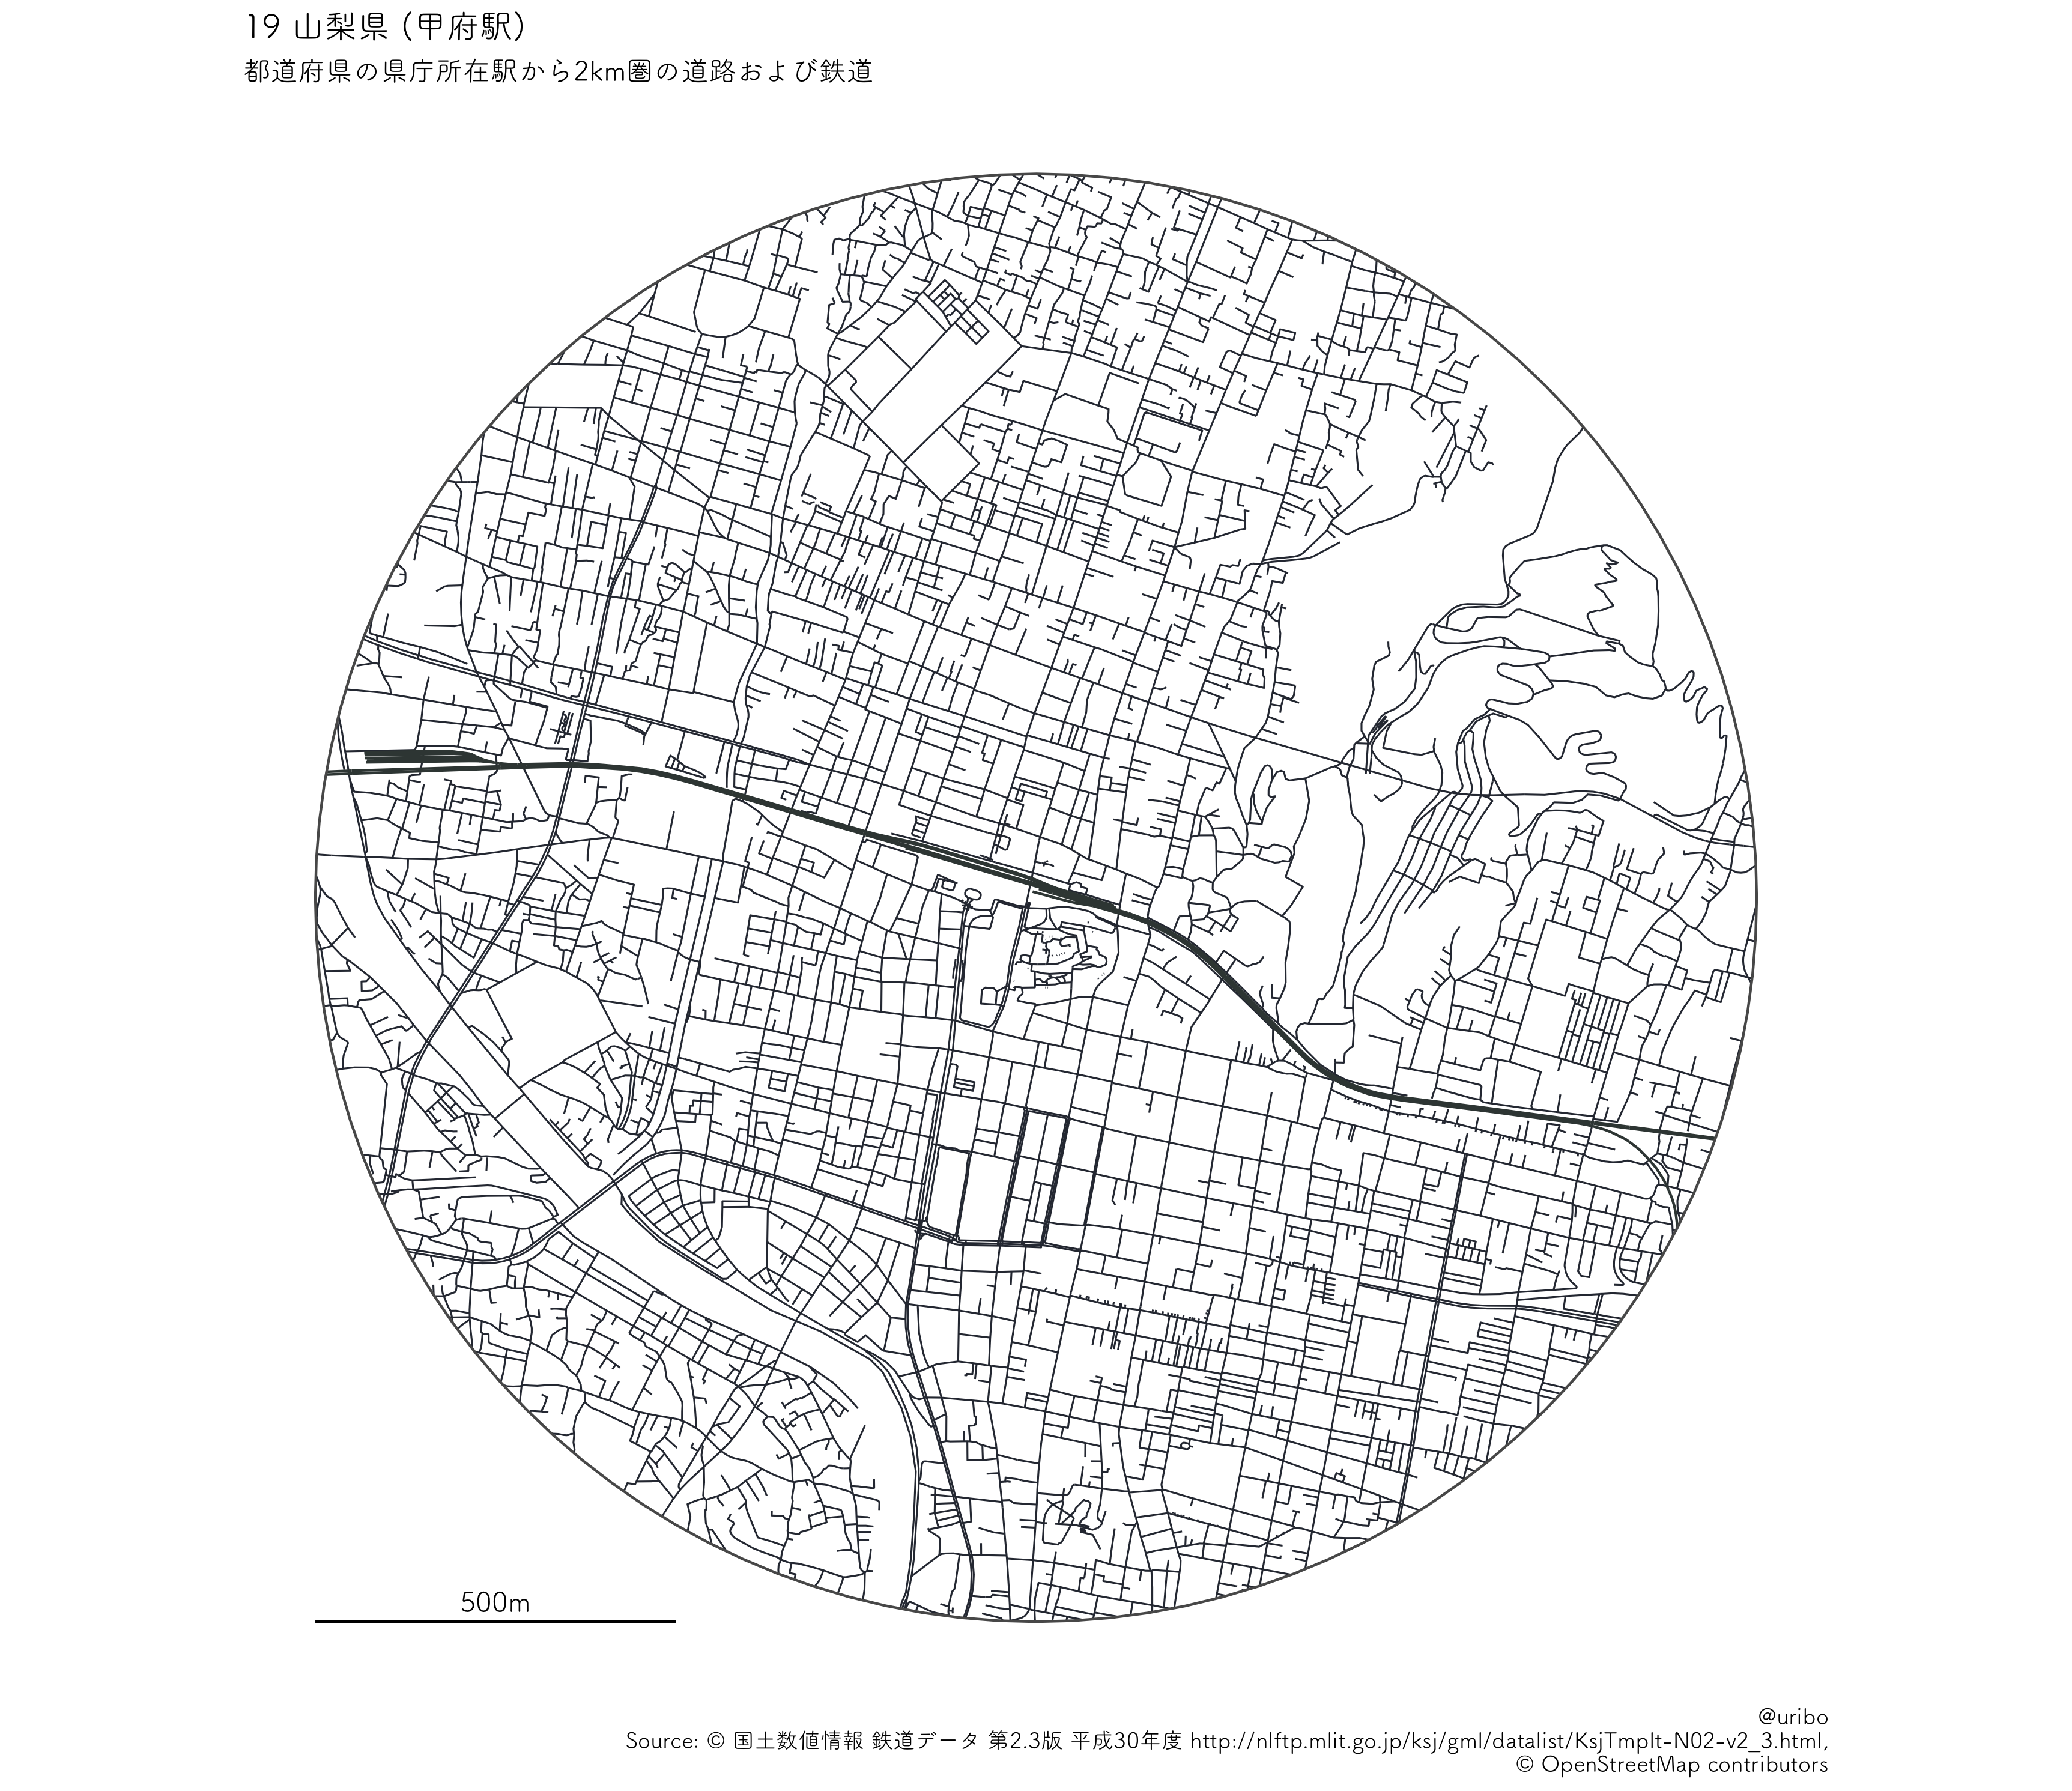 19 山梨県 (甲府駅)
都道府県の県庁所在駅から2km圏の道路および鉄道
500m
@uribo
Source: © 国土数値情報 鉄道データ 第2.3版 平成30年度 http://nlftp.mlit.go.jp/ksj/gml/datalist/KsjTmplt-N02-v2_3.html,
© OpenStreetMap contributors